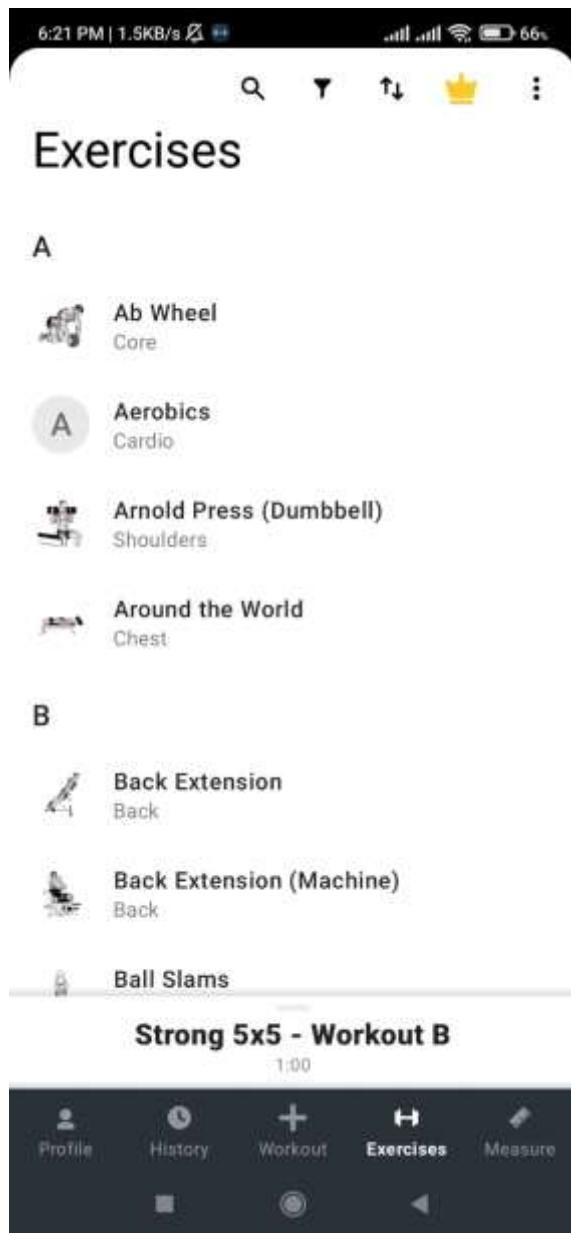 6:21 PM | 1.5KB/s 66%
Exercises
A
Ab Wheel
Core
A
Aerobics
Cardio
Arnold Press (Dumbbell)
Shoulders
Around the World
Chest
B
Back Extension
Back
Back Extension (Machine)
Back
Ball Slams
Strong 5x5 - Workout B
1:00
Profile History Workout Exercises Measure